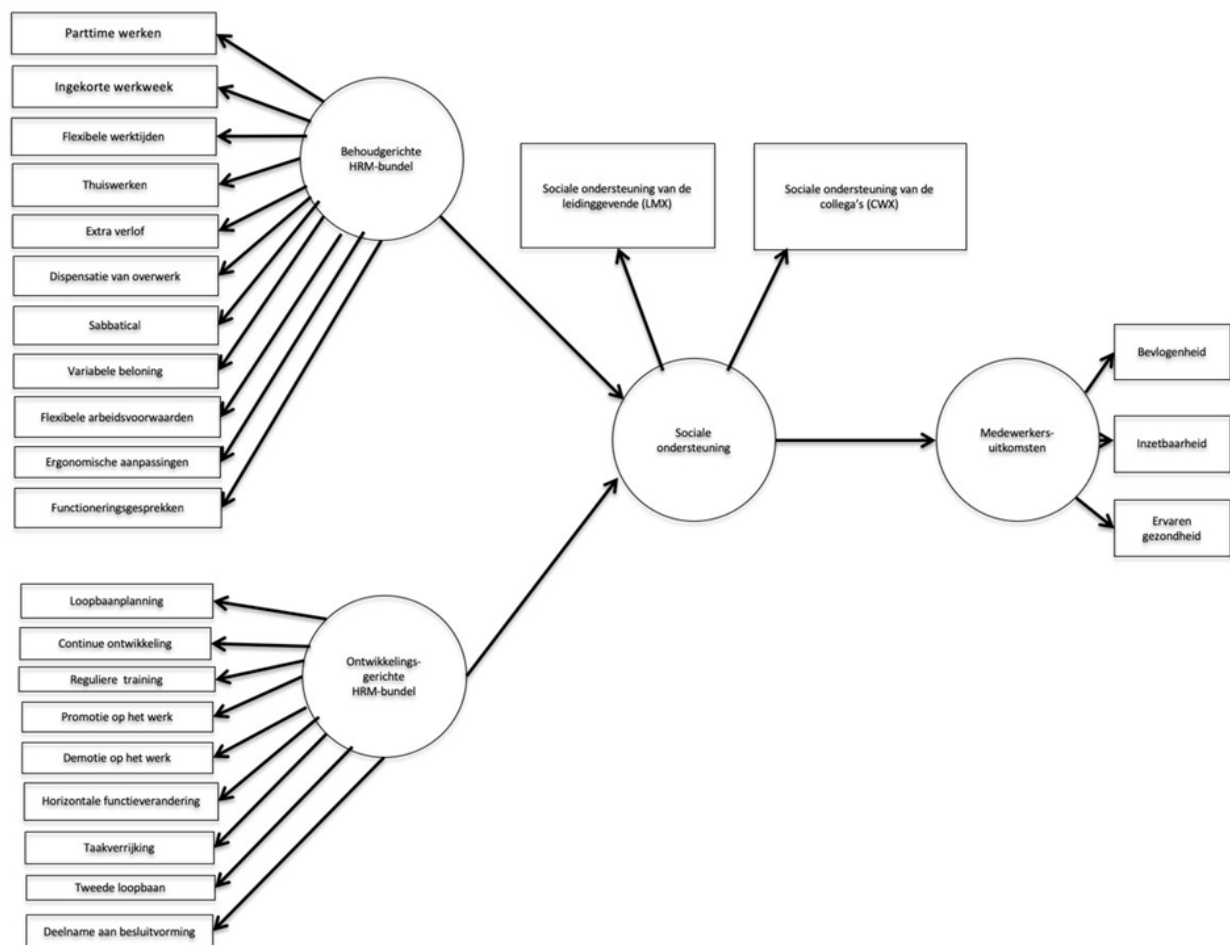 Parttime werken
Ingekorte werkweek
Flexibele werktijden
Thuiswerken
Extra verlof
Dispensatie van overwerk
Sabbatical
Variabele beloning
Flexibele arbeidsvoorwaarden
Ergonomische aanpassingen
Functioneringsgesprekken
Behoudgerichte
HRM-bundel
Sociale ondersteuning van de
leidinggevende (LMX)
Sociale ondersteuning van de
collega's (CWX)
Sociale
ondersteuning
Medewerkers-
uitkomsten
Bevlogenheid
Inzetbaarheid
Ervaren
gezondheid
Loopbaanplanning
Continue ontwikkeling
Reguliere training
Promotie op het werk
Demotie op het werk
Horizontale functieverandering
Taakverrijking
Tweede loopbaan
Deelname aan besluitvorming
Ontwikkelings-
gerichte
HRM-bundel